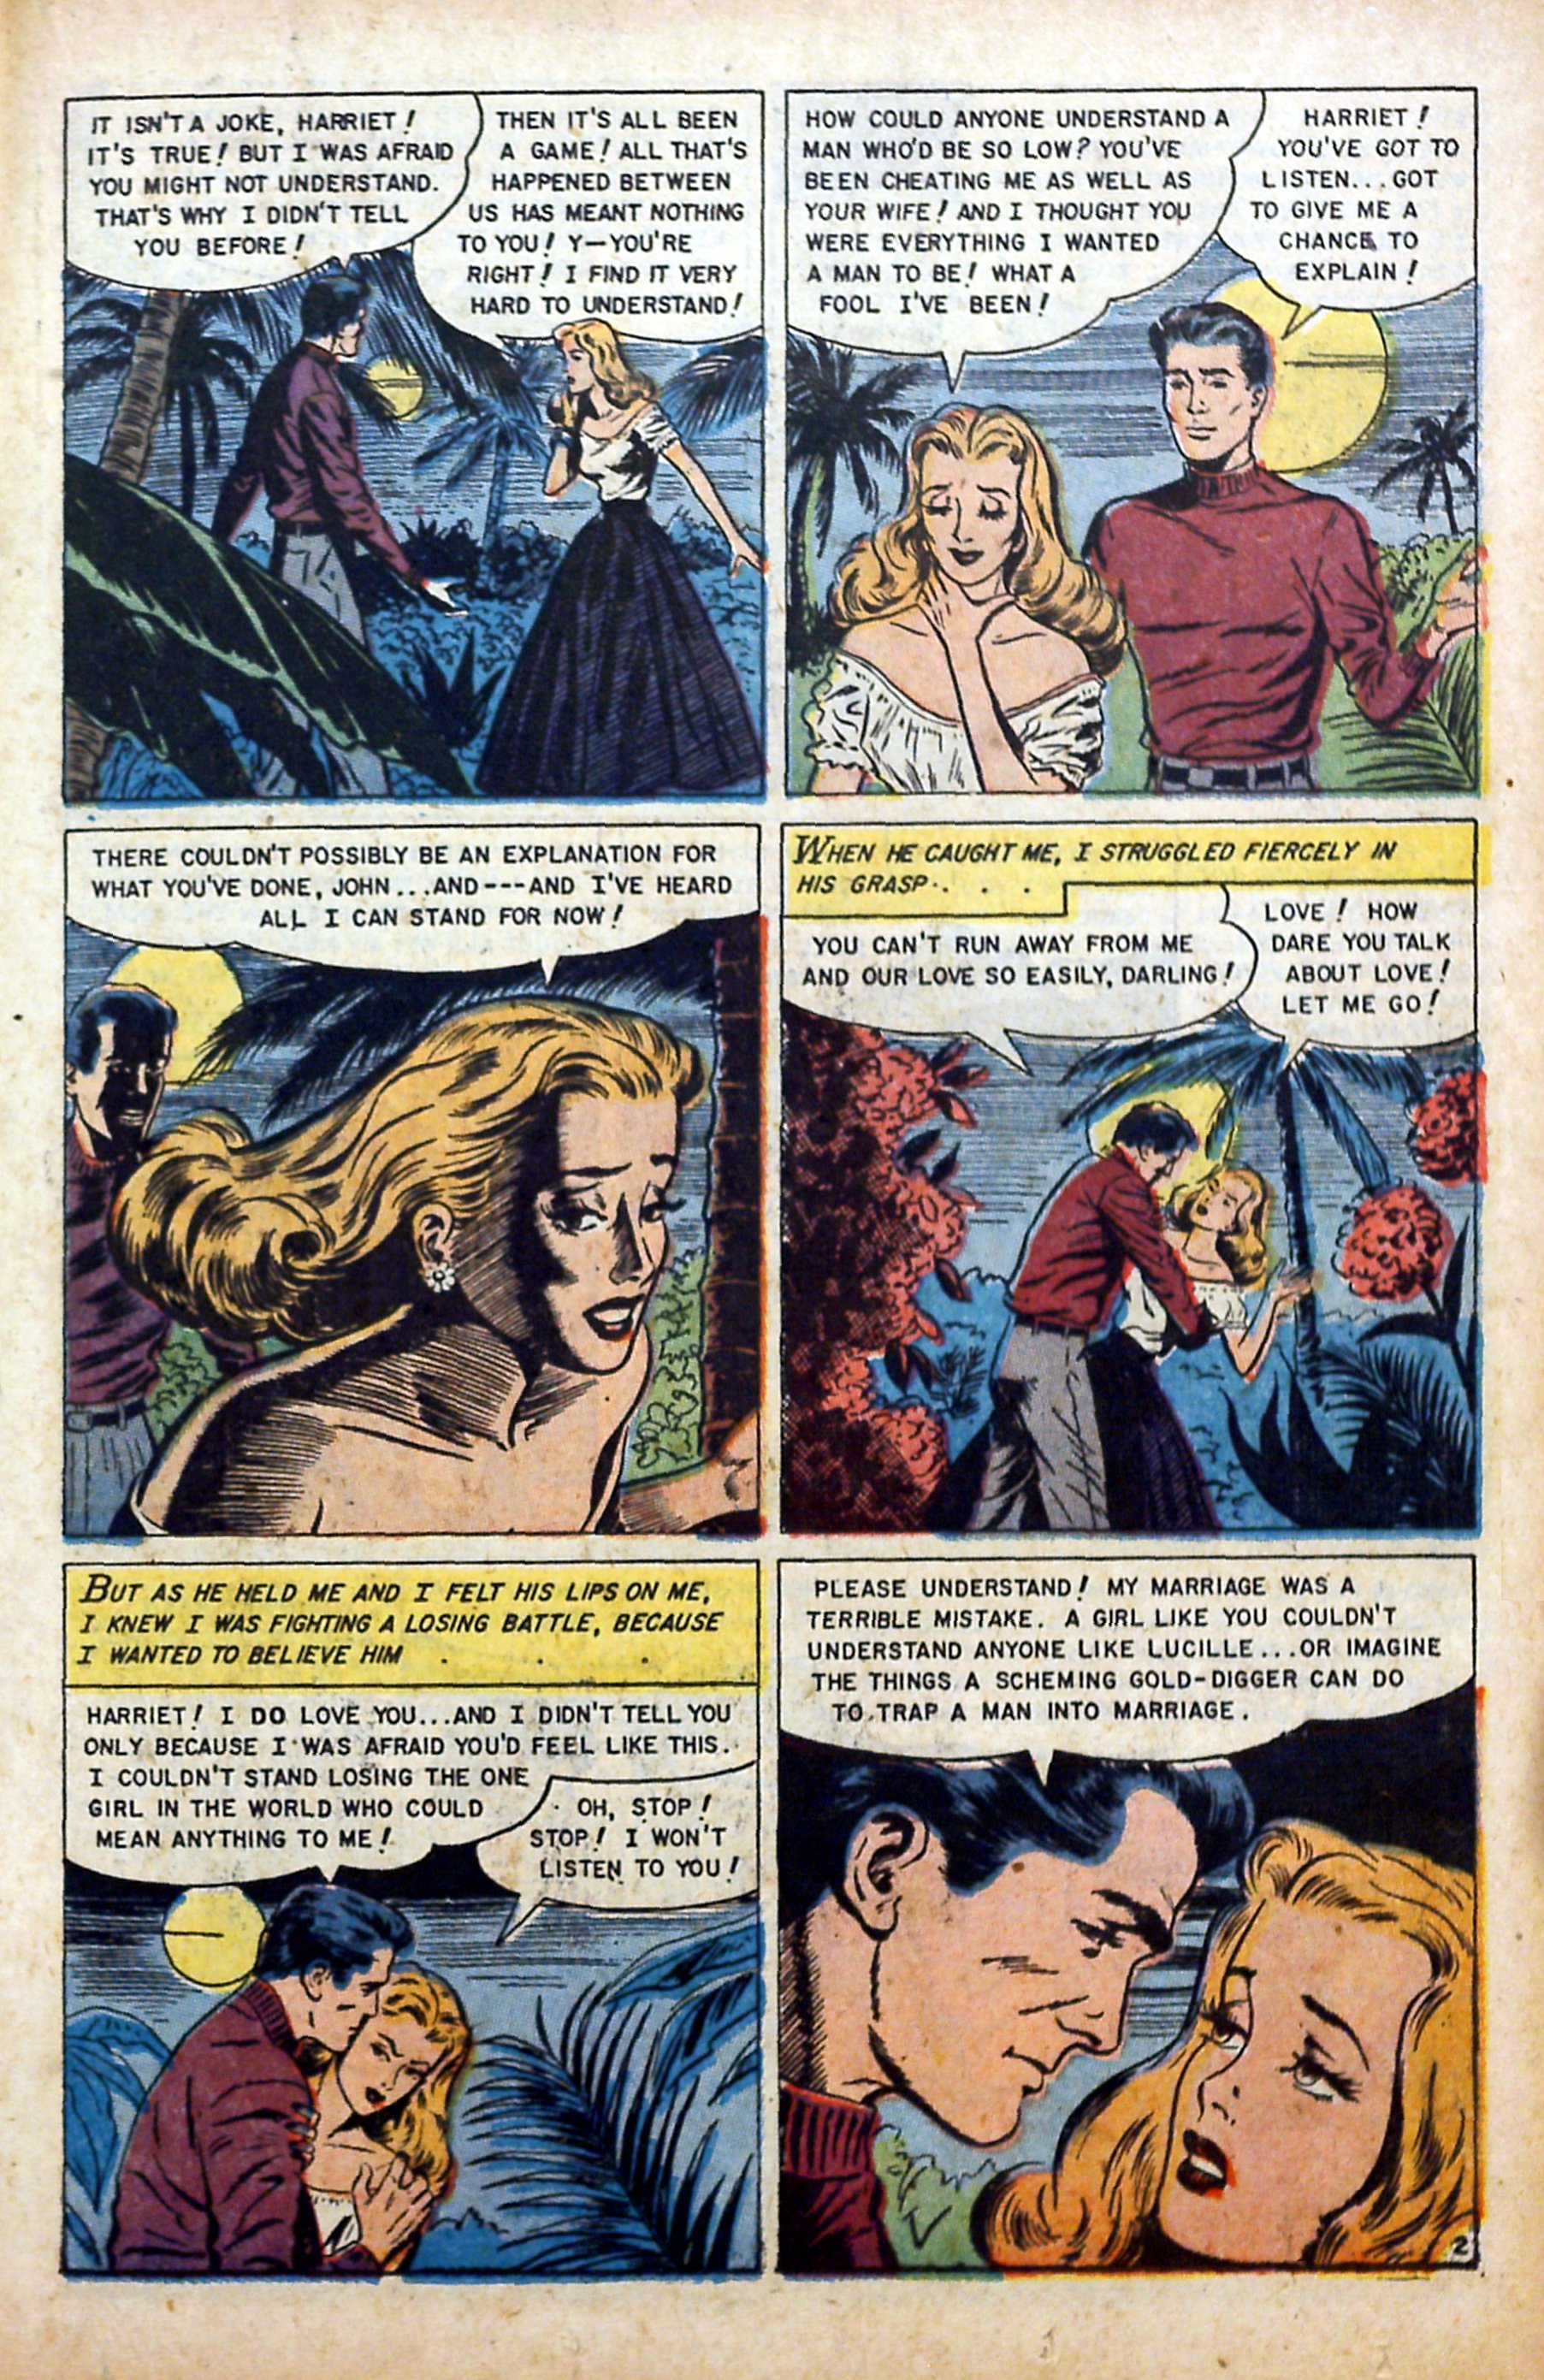 IT ISN'T A JOKE, HARRIET!
IT'S TRUE! BUT I WAS AFRAID
YOU MIGHT NOT UNDERSTAND.
THAT'S WHY I DIDN'T TELL
YOU BEFORE!
THEN IT'S ALL BEEN
A GAME! ALL THAT'S
HAPPENED BETWEEN
US HAS MEANT NOTHING
TO YOU! Y—YOU'RE
RIGHT! I FIND IT VERY
HARD TO UNDERSTAND!
HOW COULD ANYONE UNDERSTAND A
MAN WHO'D BE SO LOW? YOU'VE
BEEN CHEATING ME AS WELL AS
YOUR WIFE! AND I THOUGHT YOU
WERE EVERYTHING I WANTED
A MAN TO BE! WHAT A
FOOL I'VE BEEN!
HARRIET!
YOU'VE GOT TO
LISTEN...GOT
TO GIVE ME A
CHANCE TO
EXPLAIN!
THERE COULDN'T POSSIBLY BE AN EXPLANATION FOR
WHAT YOU'VE DONE, JOHN...AND---AND I'VE HEARD
ALL I CAN STAND FOR NOW!
WHEN HE CAUGHT ME, I STRUGGLED FIERCELY IN
HIS GRASP. . . .
YOU CAN'T RUN AWAY FROM ME
AND OUR LOVE SO EASILY, DARLING!
LOVE! HOW
DARE YOU TALK
ABOUT LOVE!
LET ME GO!
BUT AS HE HELD ME AND I FELT HIS LIPS ON ME,
I KNEW I WAS FIGHTING A LOSING BATTLE, BECAUSE
I WANTED TO BELIEVE HIM . . .
HARRIET! I DO LOVE YOU...AND I DIDN'T TELL YOU
ONLY BECAUSE I WAS AFRAID YOU'D FEEL LIKE THIS.
I COULDN'T STAND LOSING THE ONE
GIRL IN THE WORLD WHO COULD
MEAN ANYTHING TO ME!
OH, STOP!
STOP! I WON'T
LISTEN TO YOU!
PLEASE UNDERSTAND! MY MARRIAGE WAS A
TERRIBLE MISTAKE. A GIRL LIKE YOU COULDN'T
UNDERSTAND ANYONE LIKE LUCILLE...OR IMAGINE
THE THINGS A SCHEMING GOLD-DIGGER CAN DO
TO TRAP A MAN INTO MARRIAGE.
2